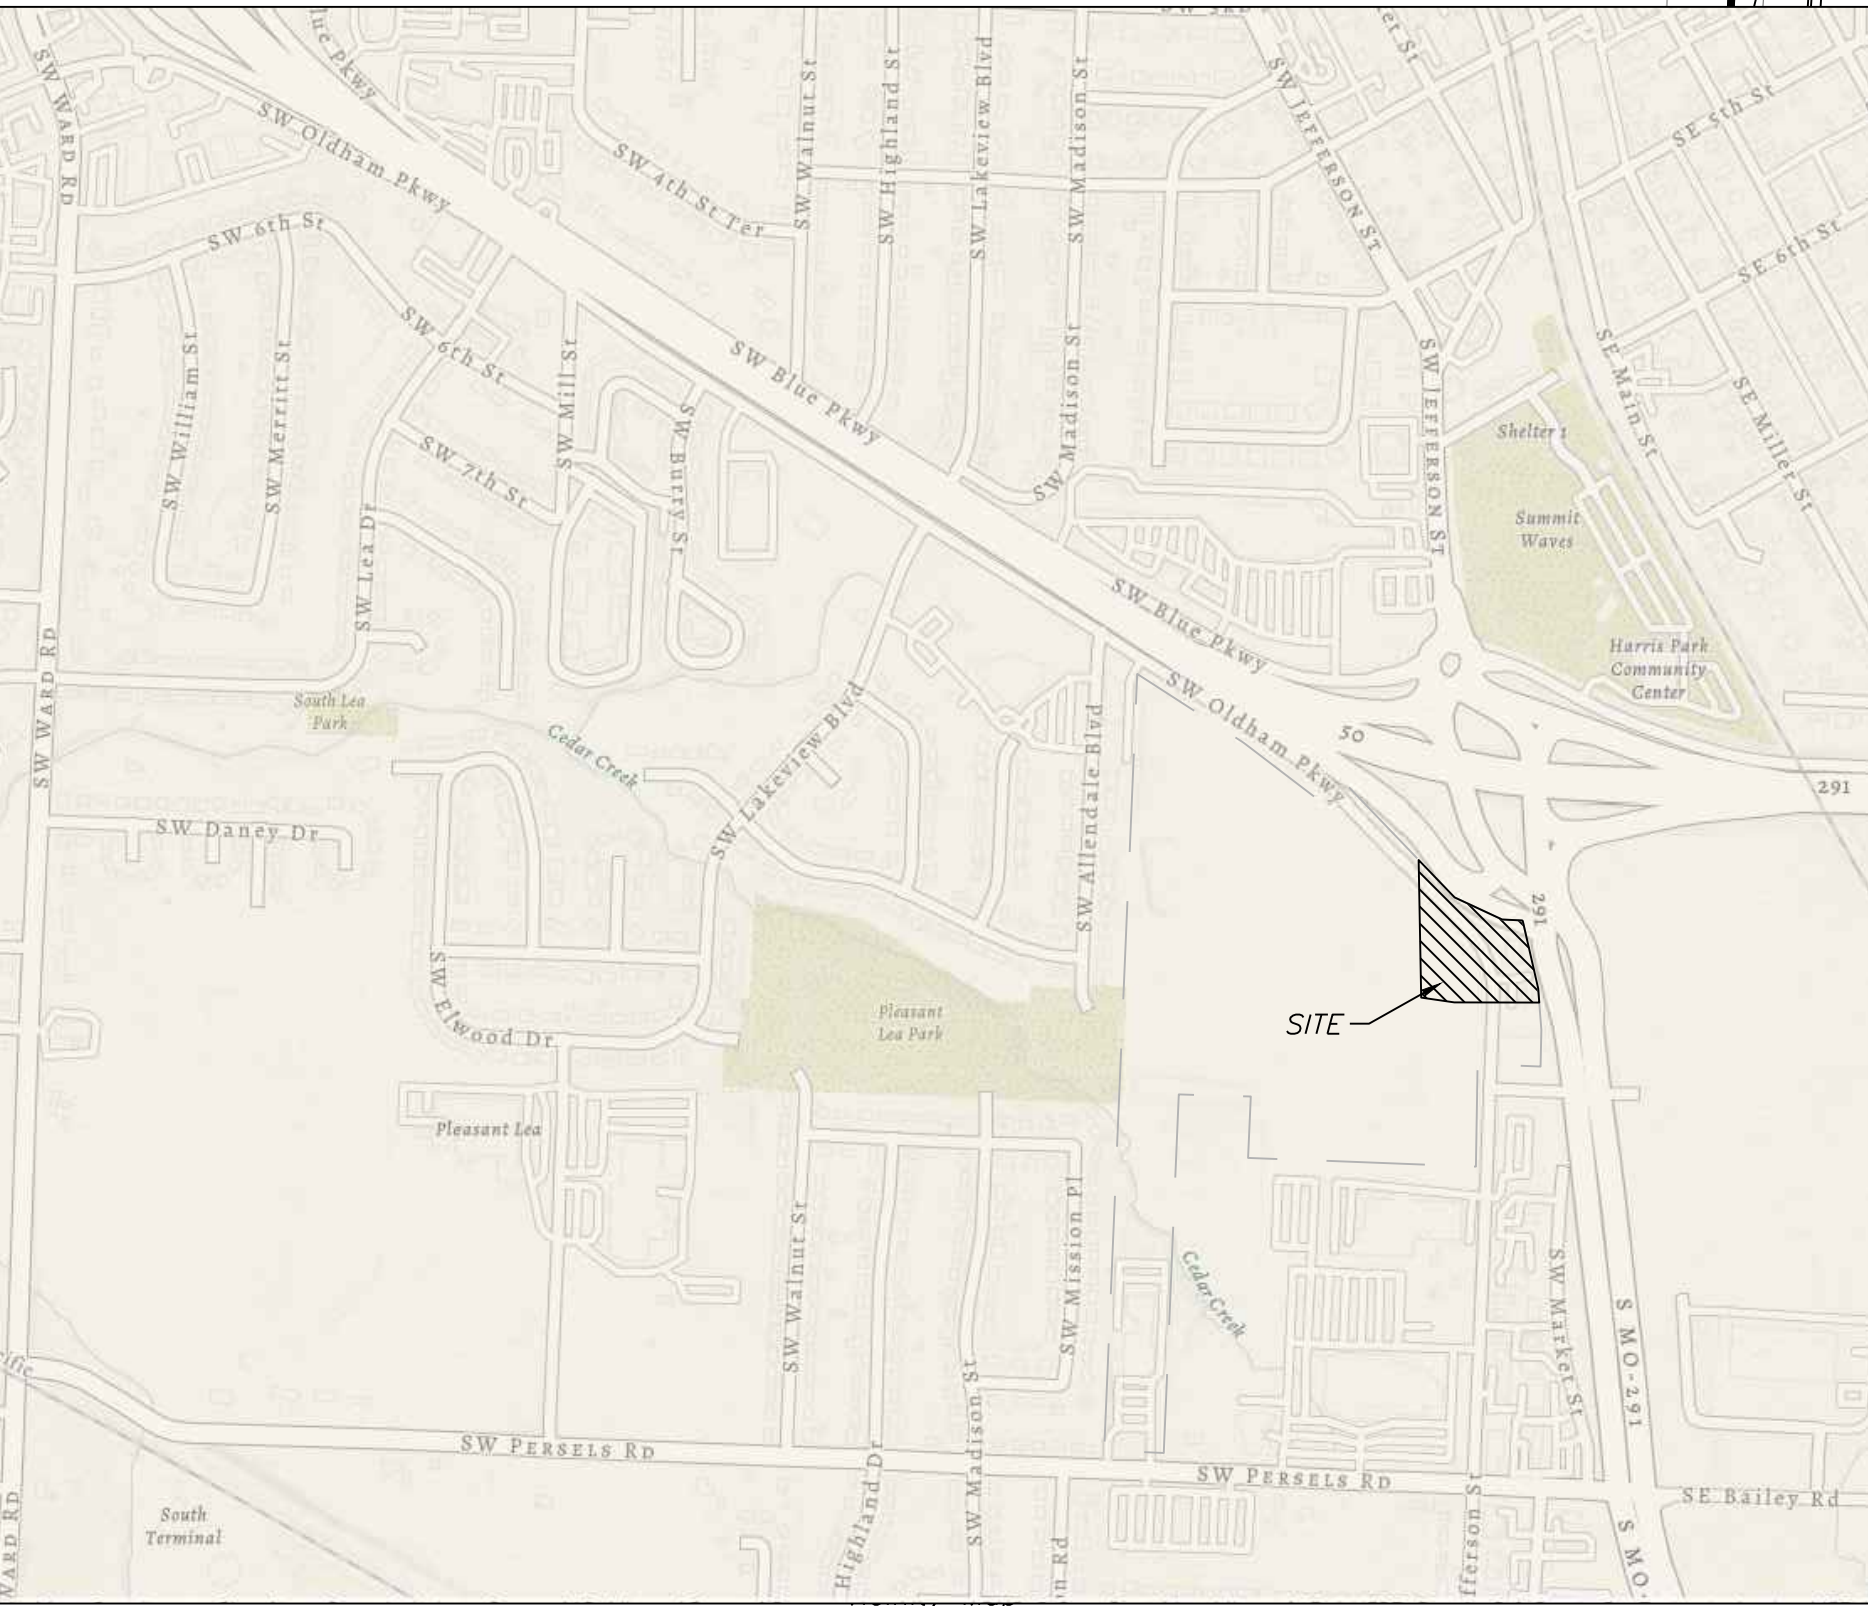 SW WARD RD
SW Oldham Pkwy
SW 6th St
SW 4th St Ter
SW Walnut St
SW Highland St
SW Lakeview Blvd
SW Madison St
SW JEFFERSON ST
SE 5th St
SE 6th St
SW William St
SW Merritt St
SW 6th St
SW Mill St
SW 7th St
SW Burry St
SW Lea Dr
SW Blue Pkwy
SW Madison St
SW JEFFERSON ST
SE Main St
SE Miller St
Shelter 1
Summit
Waves
Harris Park
Community
Center
SW Blue Pkwy
SW Oldham Pkwy
50
291
291
SW WARD RD
South Lea
Park
Cedar Creek
SW Lakeview Blvd
SW Allendale Blvd
SW Daney Dr
SW Elwood Dr
Pleasant
Lea Park
SITE
Pleasant Lea
SW Walnut St
SW Mission Pl
Cedar Creek
SW Market St
S MO-291
SW Madison St
Highland Dr
SW PERSELS RD
SW PERSELS RD
SE Bailey Rd
South
Terminal
S MO-